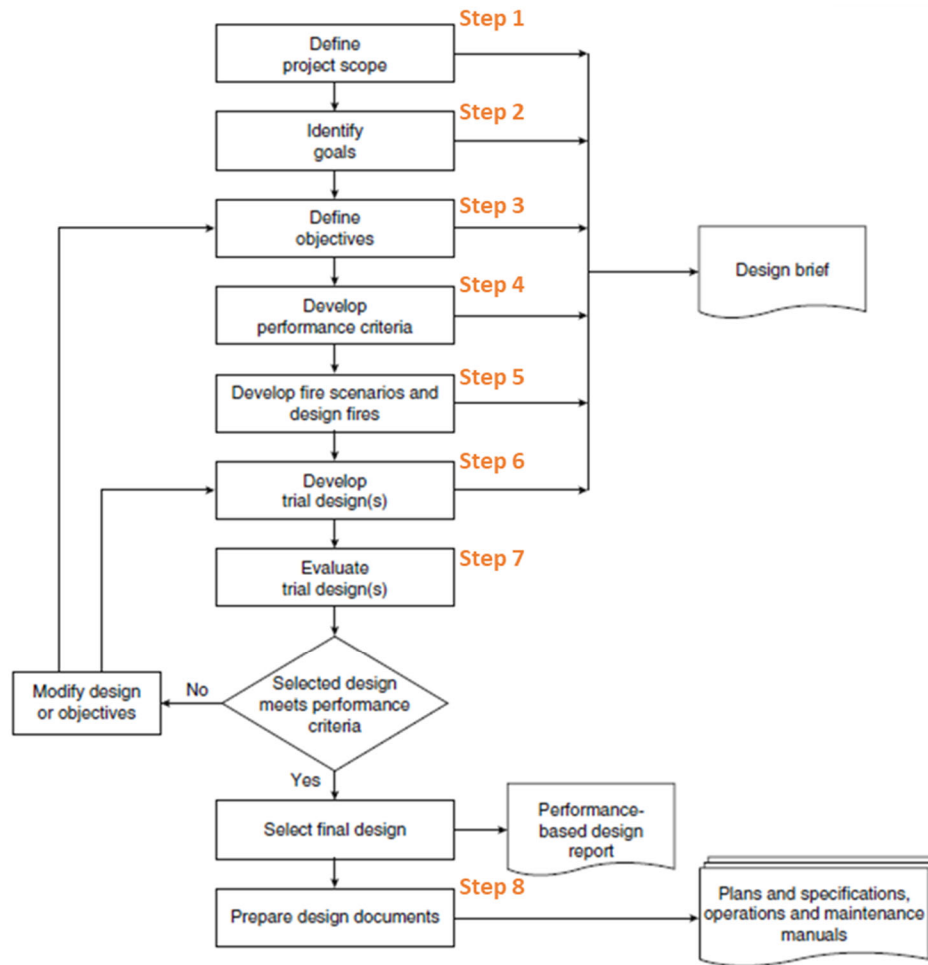 Step 1
Define
project scope
Step 2
Identify
goals
Step 3
Define
objectives
Design brief
Step 4
Develop
performance criteria
Step 5
Develop fire scenarios and
design fires
Step 6
Develop
trial design(s)
Step 7
Evaluate
trial design(s)
Modify design
or objectives
No
Selected design
meets performance
criteria
Yes
Select final design
Performance-
based design
report
Step 8
Prepare design documents
Plans and specifications,
operations and maintenance
manuals